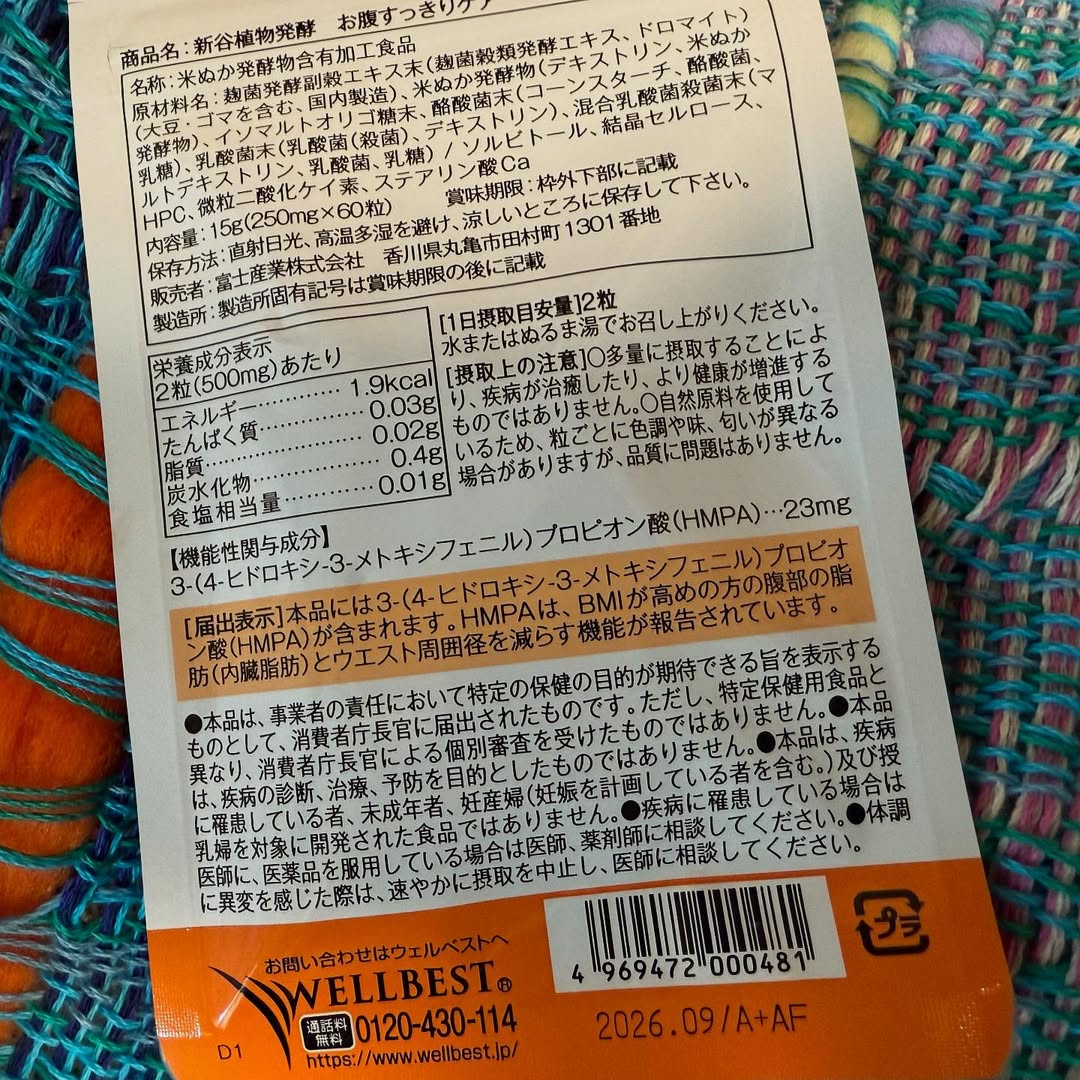 商品名：新谷植物発酵 お腹すっきりケア
名称：米ぬか発酵物含有加工食品
原材料名：麹菌発酵副穀エキス末（麹菌穀類発酵エキス、ドロマイト）
（大豆、ゴマを含む、国内製造）、米ぬか発酵物（デキストリン、米ぬか
発酵物）、イソマルトオリゴ糖末、酪酸菌末（コーンスターチ、酪酸菌、
乳糖）、乳酸菌末（乳酸菌（殺菌）、デキストリン）、混合乳酸菌殺菌末（マ
ルトデキストリン、乳酸菌、乳糖）／ソルビトール、結晶セルロース、
HPC、微粒二酸化ケイ素、ステアリン酸Ca
内容量：15g(250mg×60粒) 賞味期限：枠外下部に記載
保存方法：直射日光、高温多湿を避け、涼しいところに保存して下さい。
販売者：富士産業株式会社 香川県丸亀市田村町1301番地
製造所：製造所固有記号は賞味期限の後に記載
栄養成分表示
2粒(500mg)あたり
エネルギー………… 1.9kcal
たんぱく質………… 0.03g
脂質………………… 0.02g
炭水化物…………… 0.4g
食塩相当量………… 0.01g
[1日摂取目安量]2粒
水またはぬるま湯でお召し上がりください。
[摂取上の注意]○多量に摂取することによ
り、疾病が治癒したり、より健康が増進する
ものではありません。○自然原料を使用して
いるため、粒ごとに色調や味、匂いが異なる
場合がありますが、品質に問題はありません。
【機能性関与成分】
3-(4-ヒドロキシ-3-メトキシフェニル)プロピオン酸(HMPA)…23mg
[届出表示]本品には3-(4-ヒドロキシ-3-メトキシフェニル)プロピオ
ン酸(HMPA)が含まれます。HMPAは、BMIが高めの方の腹部の脂
肪(内臓脂肪)とウエスト周囲径を減らす機能が報告されています。
●本品は、事業者の責任において特定の保健の目的が期待できる旨を表示する
ものとして、消費者庁長官に届出されたものです。ただし、特定保健用食品と
異なり、消費者庁長官による個別審査を受けたものではありません。●本品
は、疾病の診断、治療、予防を目的としたものではありません。●本品は、疾病
に罹患している者、未成年者、妊産婦(妊娠を計画している者を含む。)及び授
乳婦を対象に開発された食品ではありません。●疾病に罹患している場合は
医師に、医薬品を服用している場合は医師、薬剤師に相談してください。●体調
に異変を感じた際は、速やかに摂取を中止し、医師に相談してください。
お問い合わせはウェルベストへ
WELLBEST®
通話料無料 0120-430-114
https://www.wellbest.jp/
D1
4 969472 000481
プラ
2026.09/A+AF